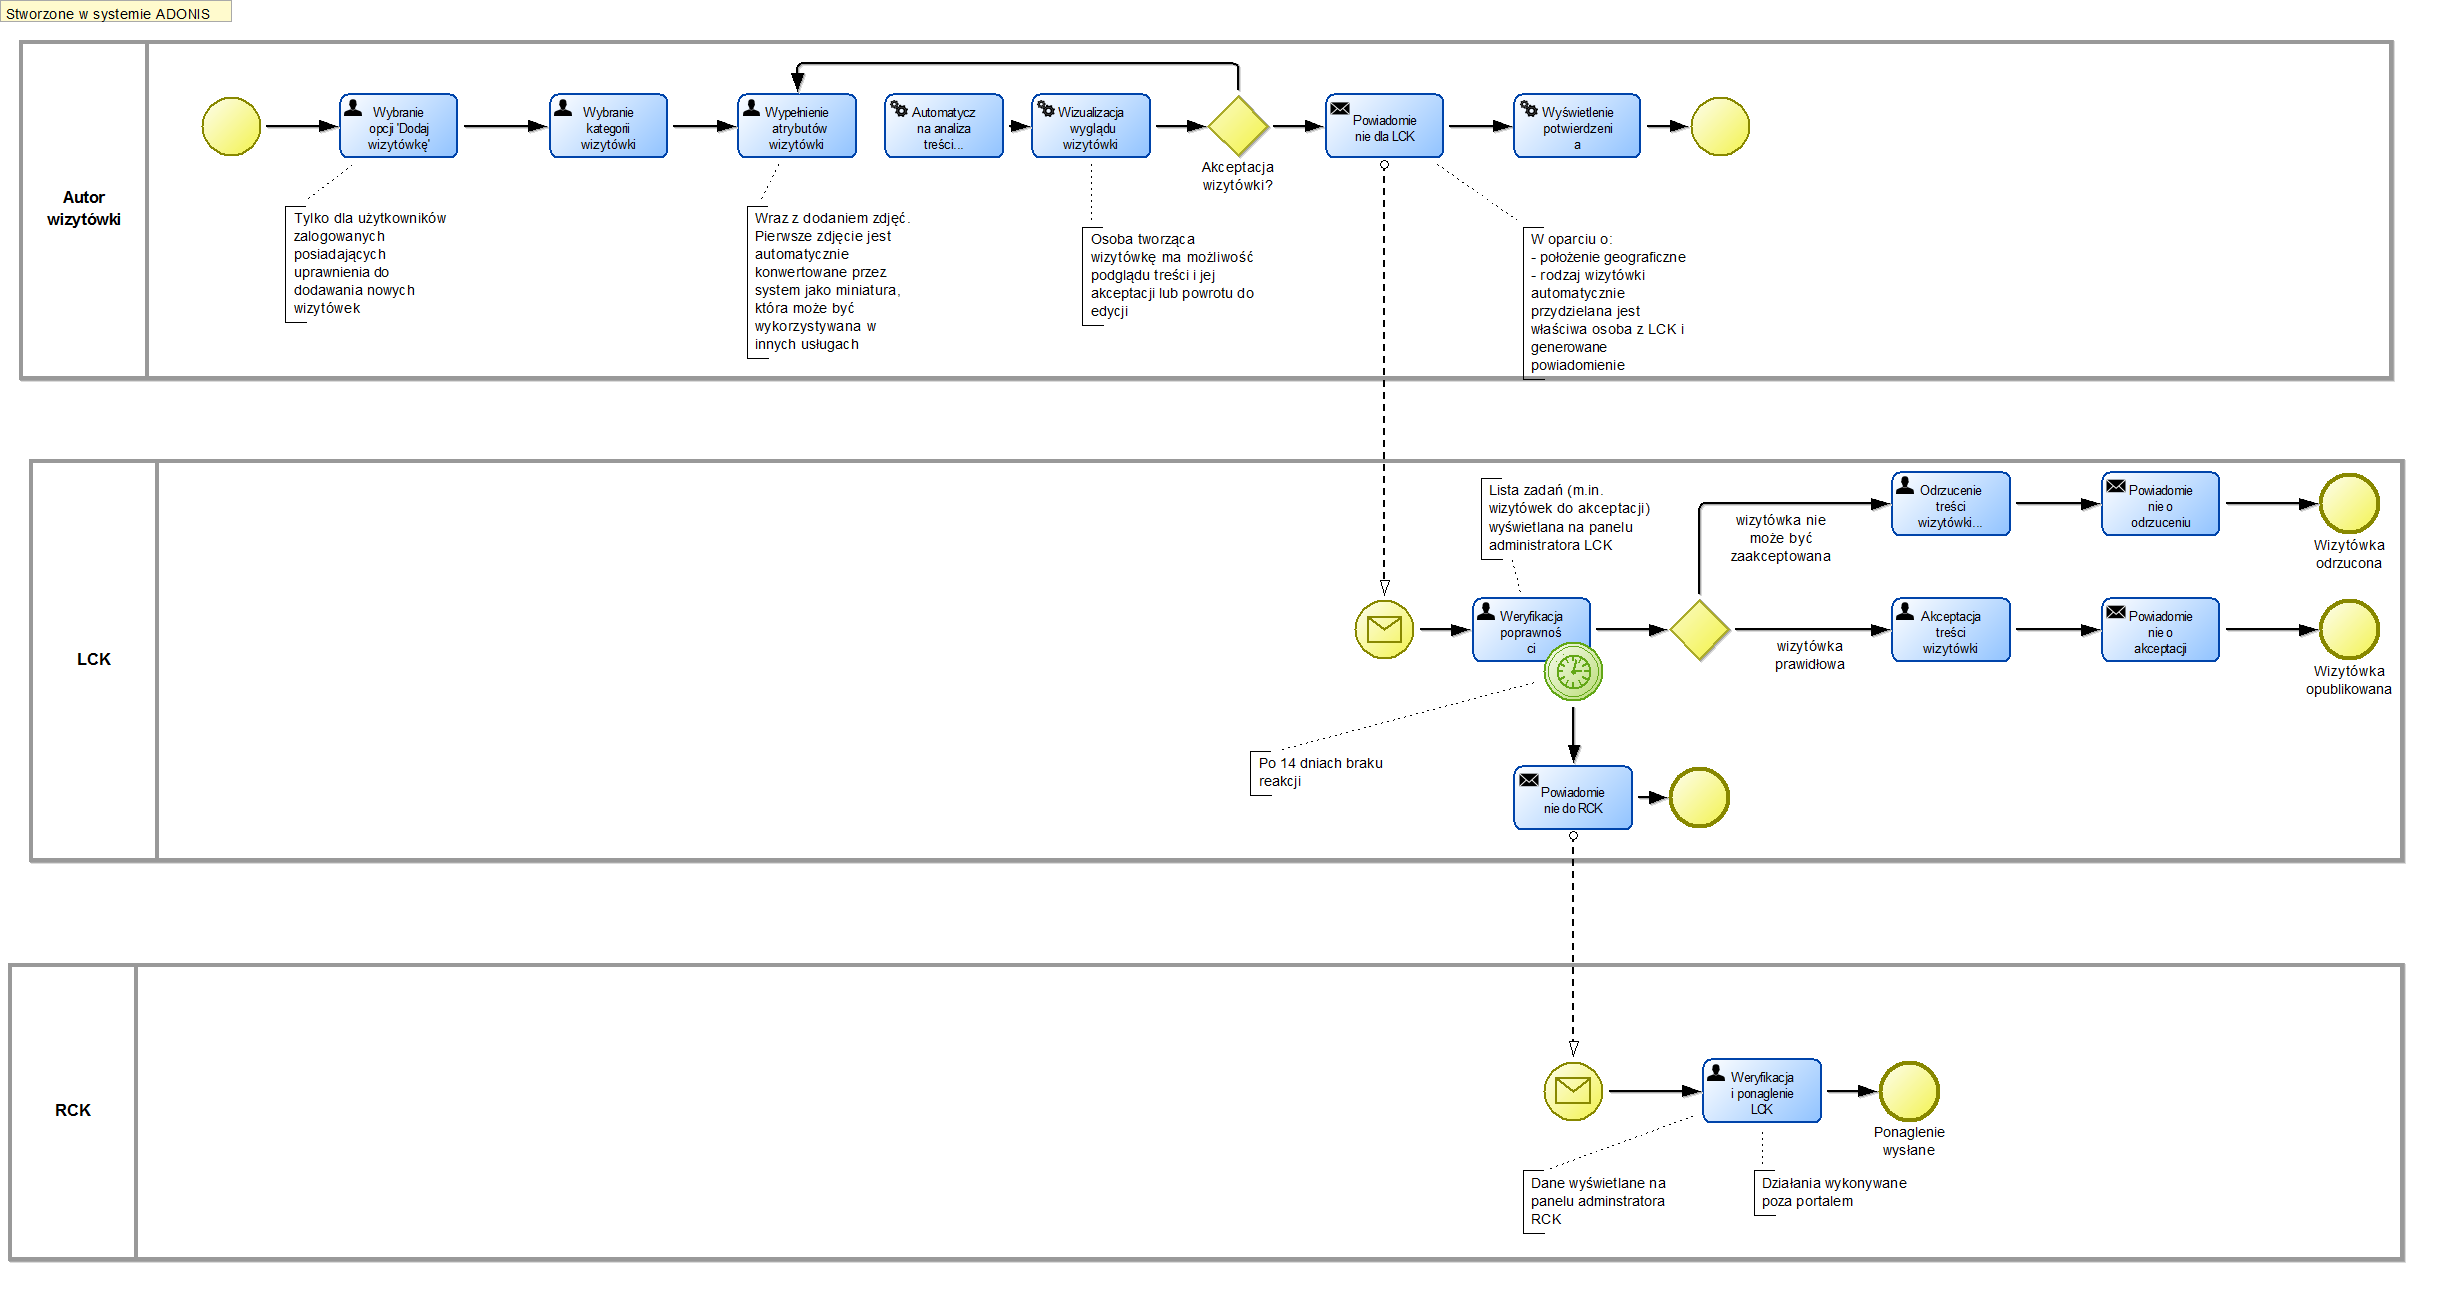 Stworzone w systemie ADONIS
Autor
wizytówki
Wybranie
opcji 'Dodaj
wizytówkę'
Wybranie
kategorii
wizytówki
Wypełnienie
atrybutów
wizytówki
Automatycz
na analiza
treści...
Wizualizacja
wyglądu
wizytówki
Akceptacja
wizytówki?
Powiadomie
nie dla LCK
Wyświetlenie
potwierdzeni
a
Tylko dla użytkowników
zalogowanych
posiadających
uprawnienia do
dodawania nowych
wizytówek
Wraz z dodaniem zdjęć.
Pierwsze zdjęcie jest
automatycznie
konwertowane przez
system jako miniatura,
która może być
wykorzystywana w
innych usługach
Osoba tworząca
wizytówkę ma możliwość
podglądu treści i jej
akceptacji lub powrotu do
edycji
W oparciu o:
- położenie geograficzne
- rodzaj wizytówki
automatycznie
przydzielana jest
właściwa osoba z LCK i
generowane
powiadomienie
LCK
Lista zadań (m.in.
wizytówek do akceptacji)
wyświetlana na panelu
administratora LCK
Weryfikacja
poprawnoś
ci
wizytówka nie
może być
zaakceptowana
Odrzucenie
treści
wizytówki...
Powiadomie
nie o
odrzuceniu
Wizytówka
odrzucona
wizytówka
prawidłowa
Akceptacja
treści
wizytówki
Powiadomie
nie o
akceptacji
Wizytówka
opublikowana
Po 14 dniach braku
reakcji
Powiadomie
nie do RCK
RCK
Weryfikacja
i ponaglenie
LCK
Ponaglenie
wysłane
Dane wyświetlane na
panelu adminstratora
RCK
Działania wykonywane
poza portalem